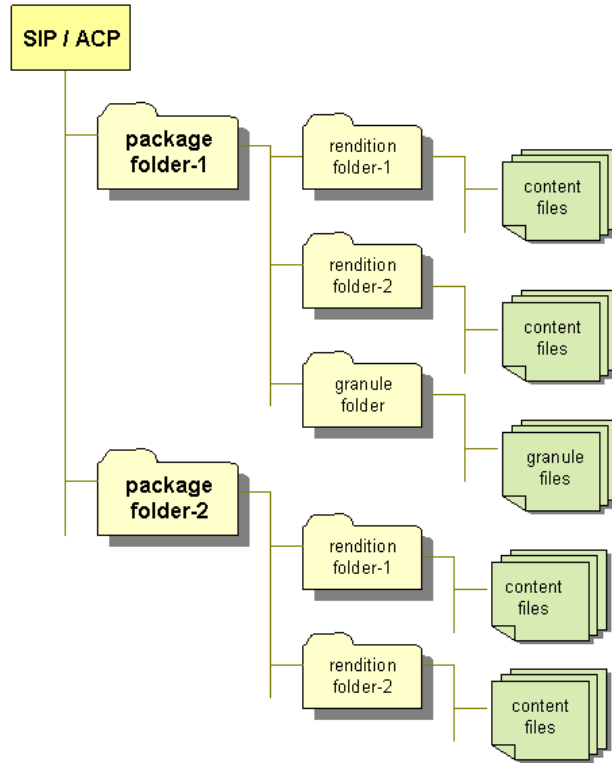 SIP / ACP
package
folder-1
rendition
folder-1
content
files
rendition
folder-2
content
files
granule
folder
granule
files
package
folder-2
rendition
folder-1
content
files
rendition
folder-2
content
files